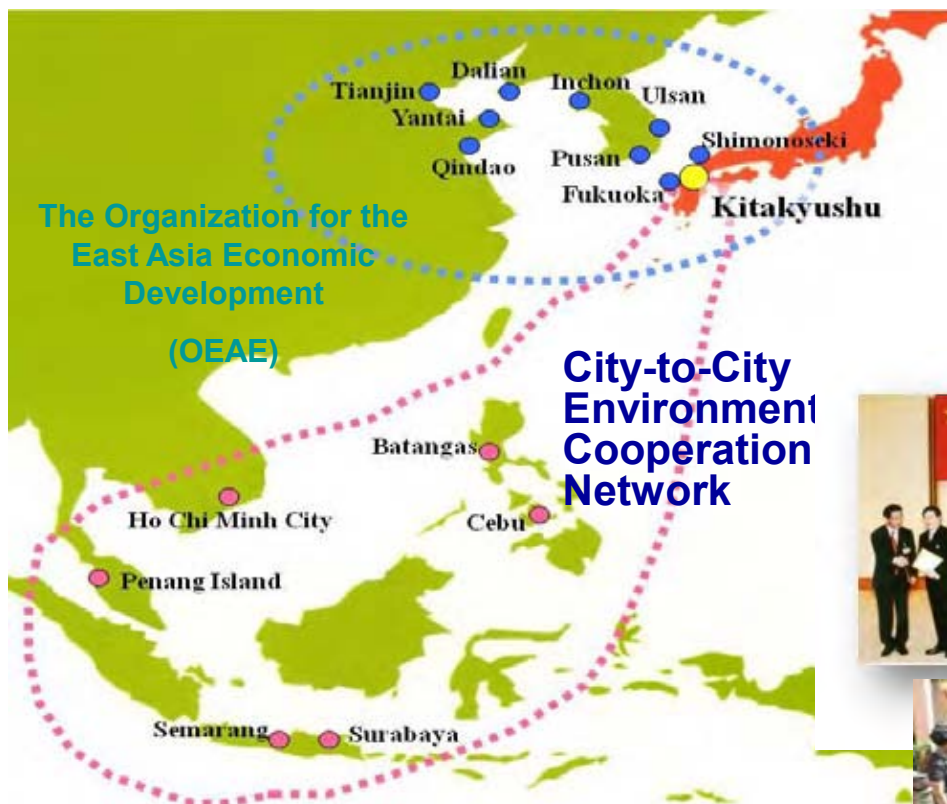 Dalian
Inchon
Tianjin
Ulsan
Yantai
Shimonoseki
Qindao
Pusan
Fukuoka
Kitakyushu
The Organization for the
East Asia Economic
Development
(OEAE)
City-to-City
Environment
Cooperation
Network
Batangas
Ho Chi Minh City
Cebu
Penang Island
Semarang
Surabaya